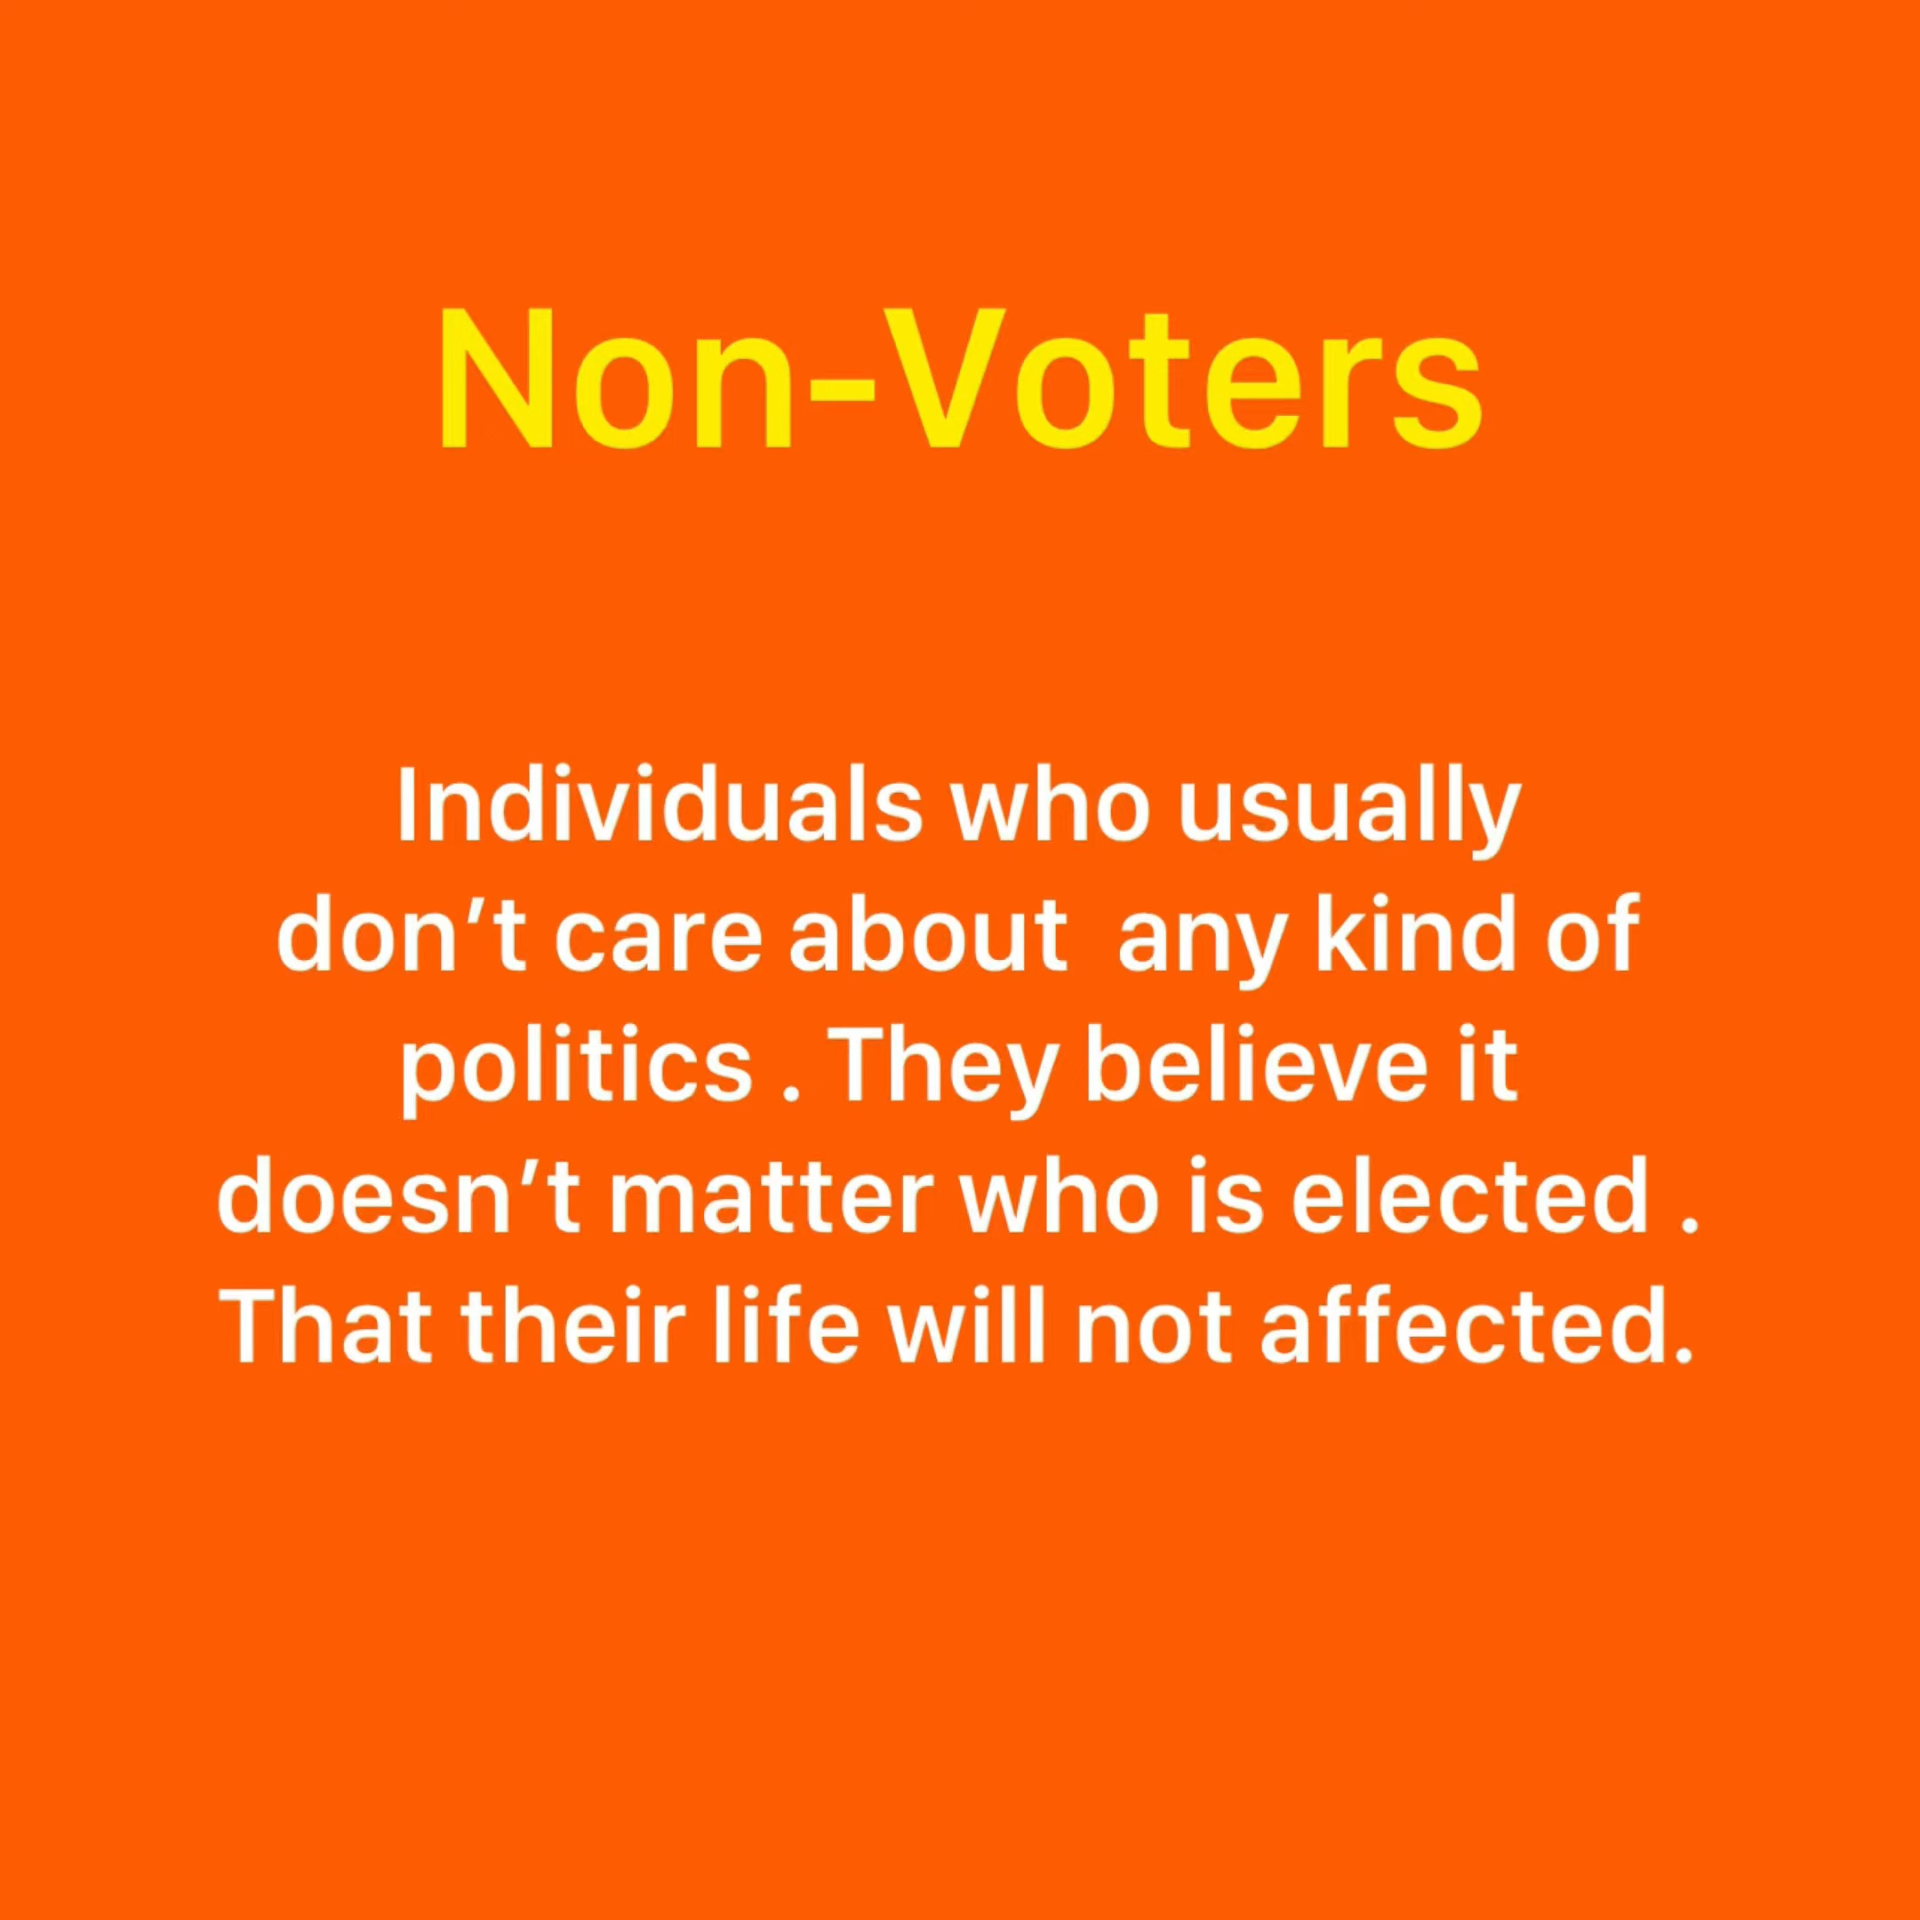 Non-Voters
Individuals who usually
don’t care about  any kind of
politics . They believe it
doesn’t matter who is elected .
That their life will not affected.